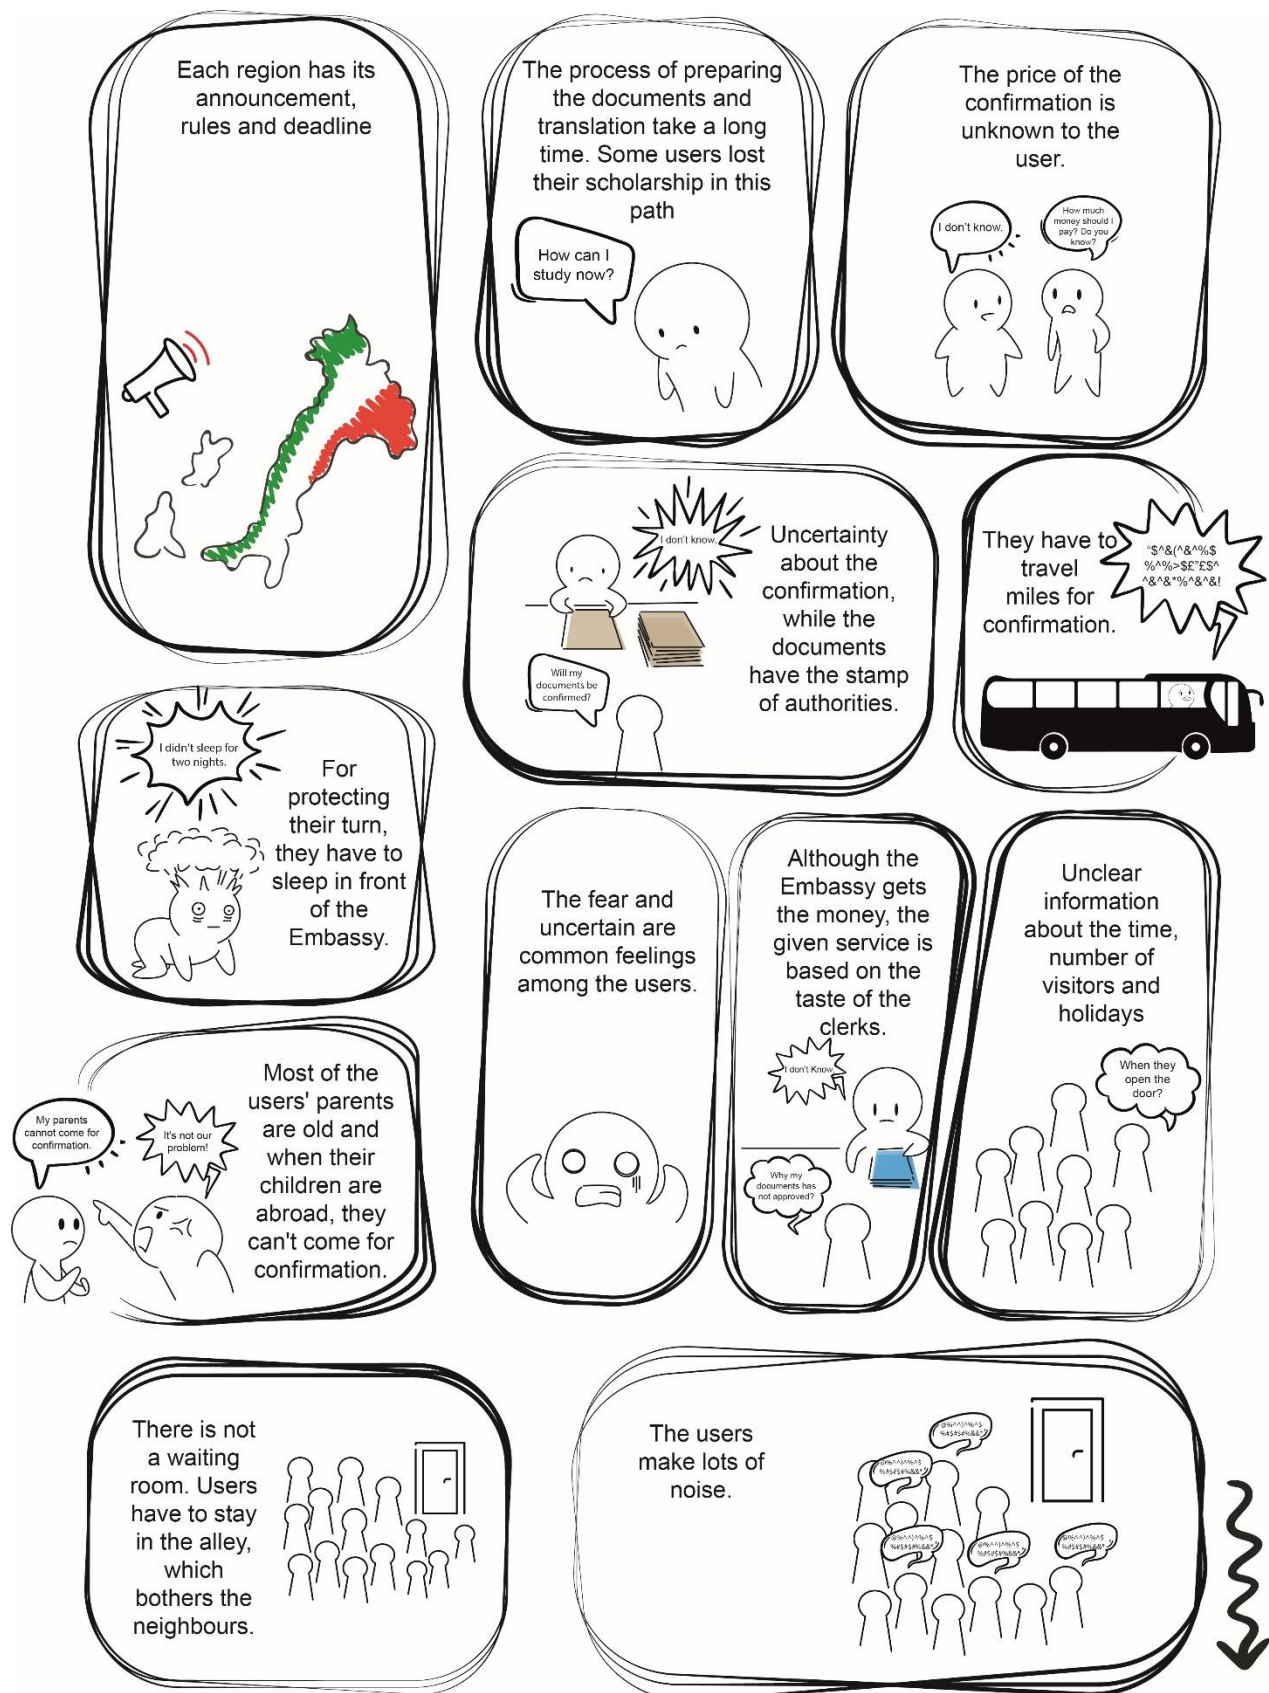 Each region has its
announcement,
rules and deadline
The process of preparing
the documents and
translation take a long
time. Some users lost
their scholarship in this
path
How can I
study now?
The price of the
confirmation is
unknown to the
user.
I don't know.
How much
money should I
pay? Do you
know?
I don't know.
Will my
documents be
confirmed?
Uncertainty
about the
confirmation,
while the
documents
have the stamp
of authorities.
They have to
travel
miles for
confirmation.
I didn't sleep for
two nights.
For
protecting
their turn,
they have to
sleep in front
of the
Embassy.
The fear and
uncertain are
common feelings
among the users.
Although the
Embassy gets
the money, the
given service is
based on the
taste of the
clerks.
I don't Know
Why my
documents has
not approved?
Unclear
information
about the time,
number of
visitors and
holidays
When they
open the
door?
My parents
cannot come for
confirmation.
It's not our
problem!
Most of the
users' parents
are old and
when their
children are
abroad, they
can't come for
confirmation.
There is not
a waiting
room. Users
have to stay
in the alley,
which
bothers the
neighbours.
The users
make lots of
noise.